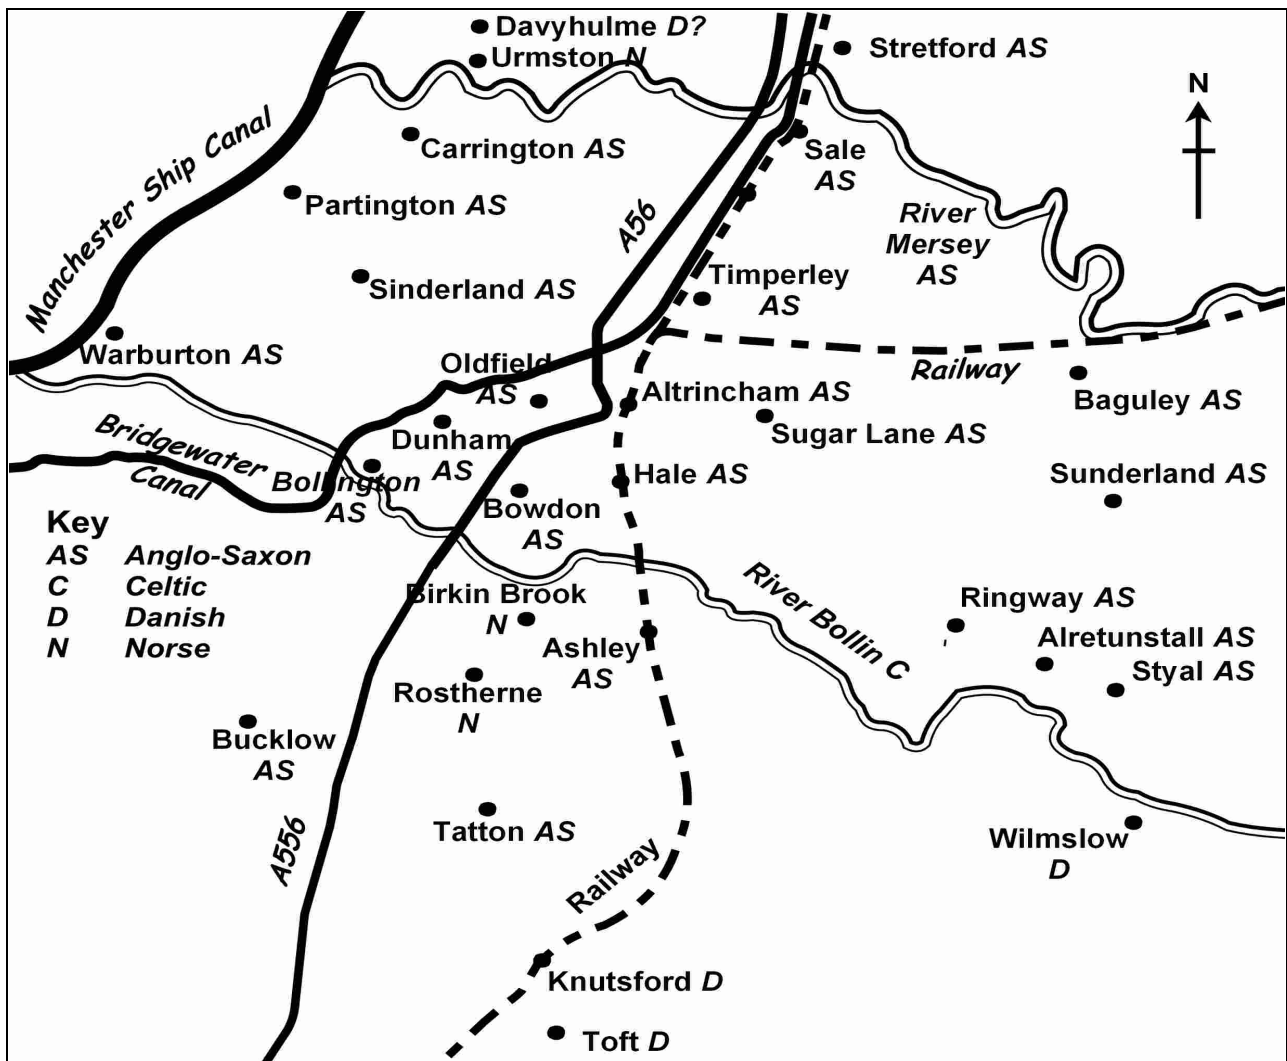 Davyhulme D?
Urmston N
Stretford AS
N
Manchester Ship Canal
Carrington AS
Sale
AS
Partington AS
A56
River
Mersey
AS
Timperley
AS
Sinderland AS
Warburton AS
Oldfield
AS
Railway
Altrincham AS
Baguley AS
Sugar Lane AS
Bridgewater
Canal
Dunham
AS
Bollington
AS
Hale AS
Sunderland AS
Bowdon
AS
Key
AS Anglo-Saxon
C Celtic
D Danish
N Norse
Birkin Brook
N
River Bollin C
Ringway AS
Alretunstall AS
Styal AS
Ashley
AS
Rostherne
N
Bucklow
AS
Tatton AS
A556
Wilmslow
D
Railway
Knutsford D
Toft D